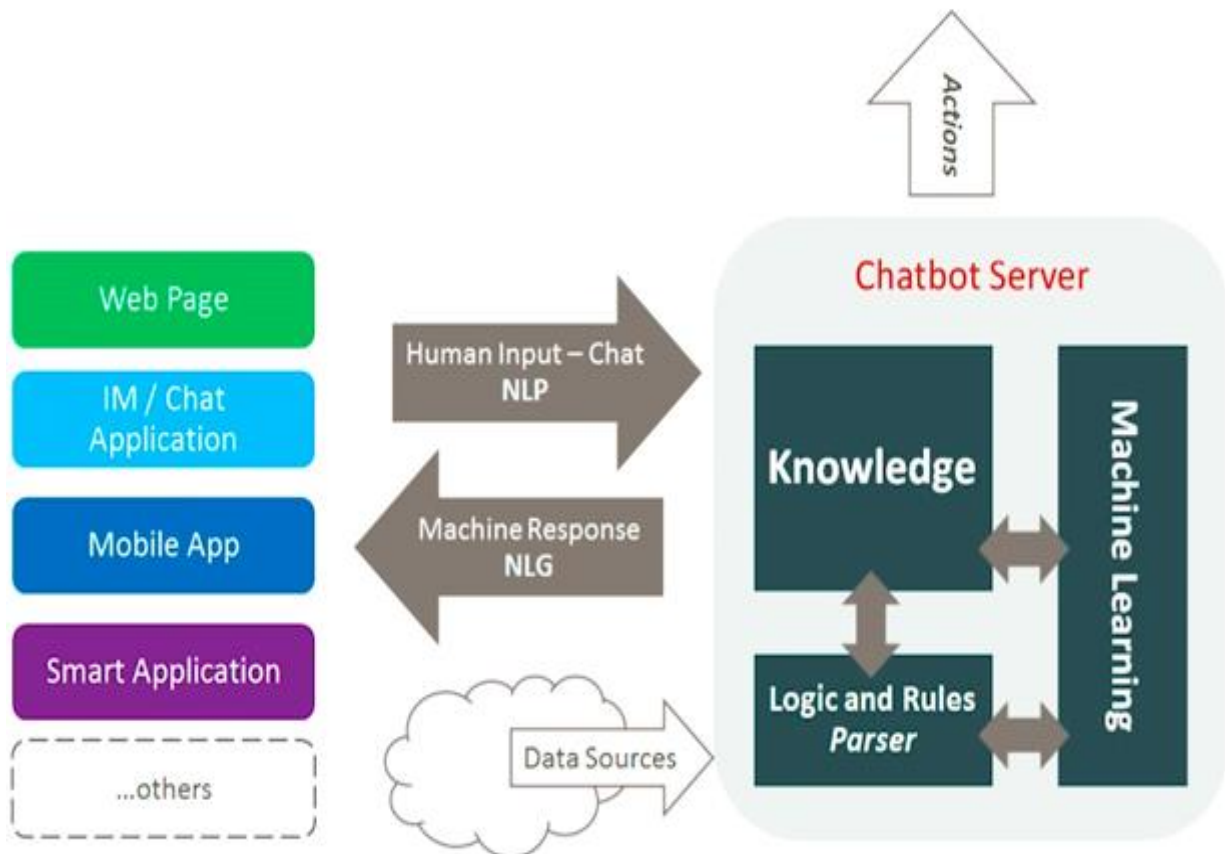 Actions
Web Page
IM / Chat
Application
Mobile App
Smart Application
...others
Human Input – Chat
NLP
Machine Response
NLG
Data Sources
Chatbot Server
Knowledge
Logic and Rules
Parser
Machine Learning